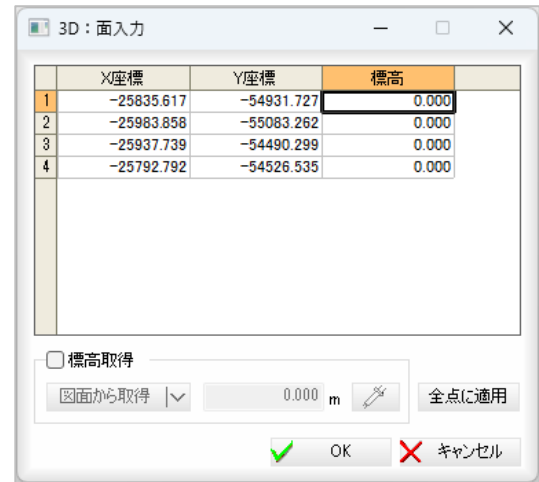 3D：面入力
X座標 Y座標 標高
1 -25835.617 -54931.727 0.000
2 -25983.858 -55083.262 0.000
3 -25937.739 -54490.299 0.000
4 -25792.792 -54526.535 0.000
標高取得
図面から取得 0.000 m 全点に適用
OK キャンセル